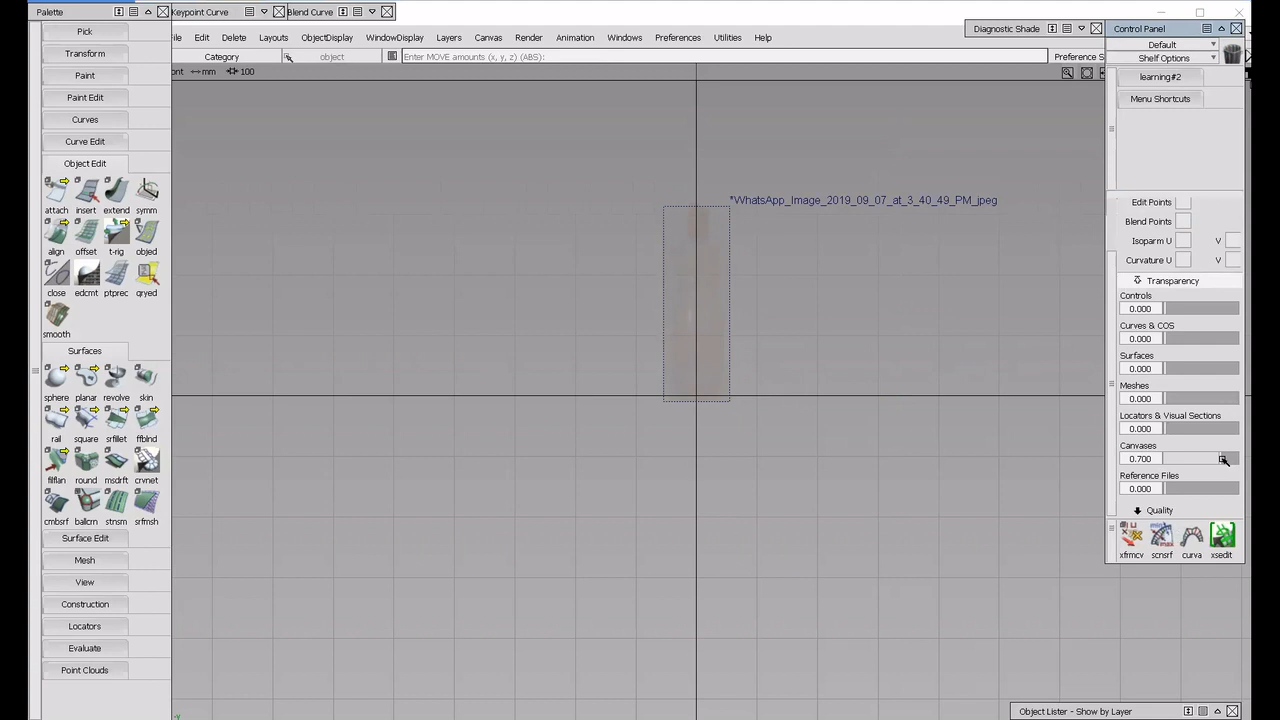 Palette
Keypoint Curve
Blend Curve
File Edit Delete Layouts ObjectDisplay WindowDisplay Layers Canvas Render Animation Windows Preferences Utilities Help
Diagnostic Shade
Control Panel
Category
object
Enter MOVE amounts (x, y, z) (ABS):
Preference S
ont mm 100
Pick
Transform
Paint
Paint Edit
Curves
Curve Edit
Object Edit
attach insert extend symm
align offset t-rig objed
close edcmt ptprec qryed
smooth
Surfaces
sphere planar revolve skin
rail square srfillet ffblnd
filflan round msdrft crvnet
cmbsrf ballcrn stnsm srfmsh
Surface Edit
Mesh
View
Construction
Locators
Evaluate
Point Clouds
*WhatsApp_Image_2019_09_07_at_3_40_49_PM_jpeg
Default
Shelf Options
learning#2
Menu Shortcuts
Edit Points
Blend Points
Isoparm U V
Curvature U V
Transparency
Controls
0.000
Curves & COS
0.000
Surfaces
0.000
Meshes
0.000
Locators & Visual Sections
0.000
Canvases
0.700
Reference Files
0.000
Quality
xfrmcv scnsrf curva xsedit
Object Lister - Show by Layer
-y